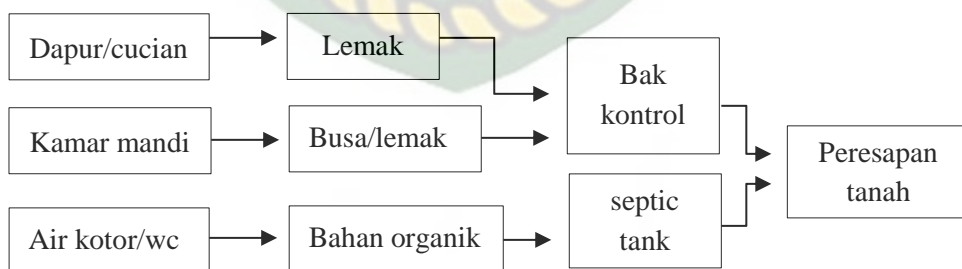 Dapur/cucian
Lemak
Bak
kontrol
Kamar mandi
Busa/lemak
Peresapan
tanah
Air kotor/wc
Bahan organik
septic
tank